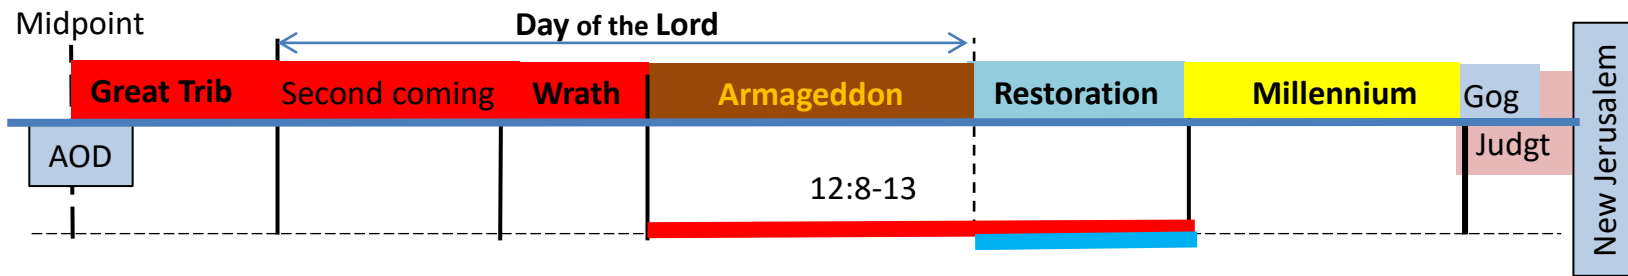 Midpoint
Day of the Lord
Great Trib
Second coming
Wrath
Armageddon
Restoration
Millennium
Gog
AOD
Judgt
12:8-13
New Jerusalem